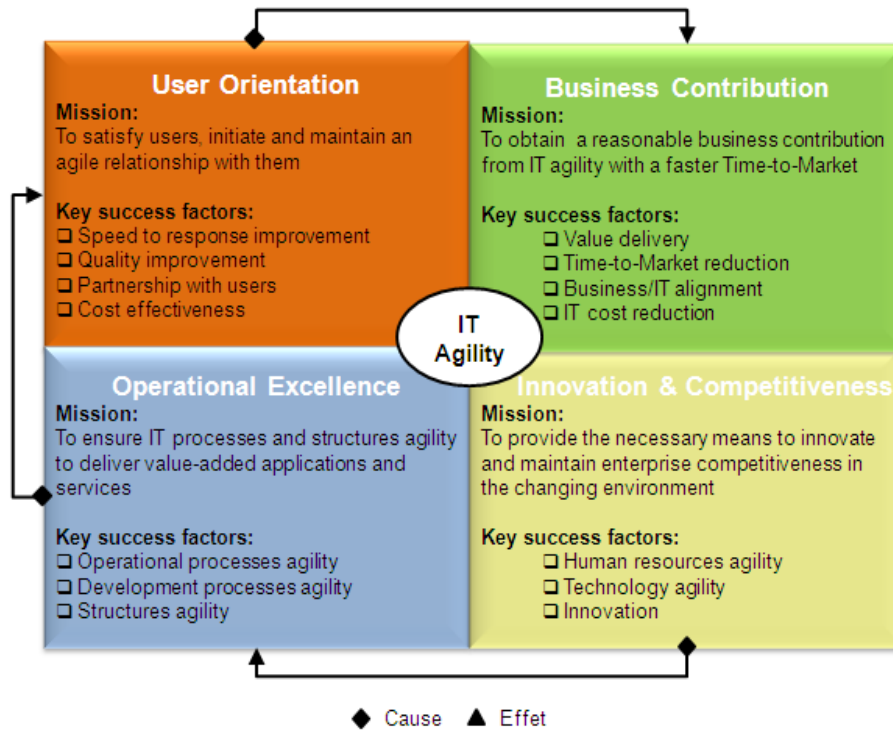 User Orientation
Mission:
To satisfy users, initiate and maintain an
agile relationship with them
Key success factors:
❑ Speed to response improvement
❑ Quality improvement
❑ Partnership with users
❑ Cost effectiveness
Business Contribution
Mission:
To obtain a reasonable business contribution
from IT agility with a faster Time-to-Market
Key success factors:
❑ Value delivery
❑ Time-to-Market reduction
❑ Business/IT alignment
❑ IT cost reduction
IT
Agility
Operational Excellence
Mission:
To ensure IT processes and structures agility
to deliver value-added applications and
services
Key success factors:
❑ Operational processes agility
❑ Development processes agility
❑ Structures agility
Innovation & Competitiveness
Mission:
To provide the necessary means to innovate
and maintain enterprise competitiveness in
the changing environment
Key success factors:
❑ Human resources agility
❑ Technology agility
❑ Innovation
◆ Cause ▲ Effet